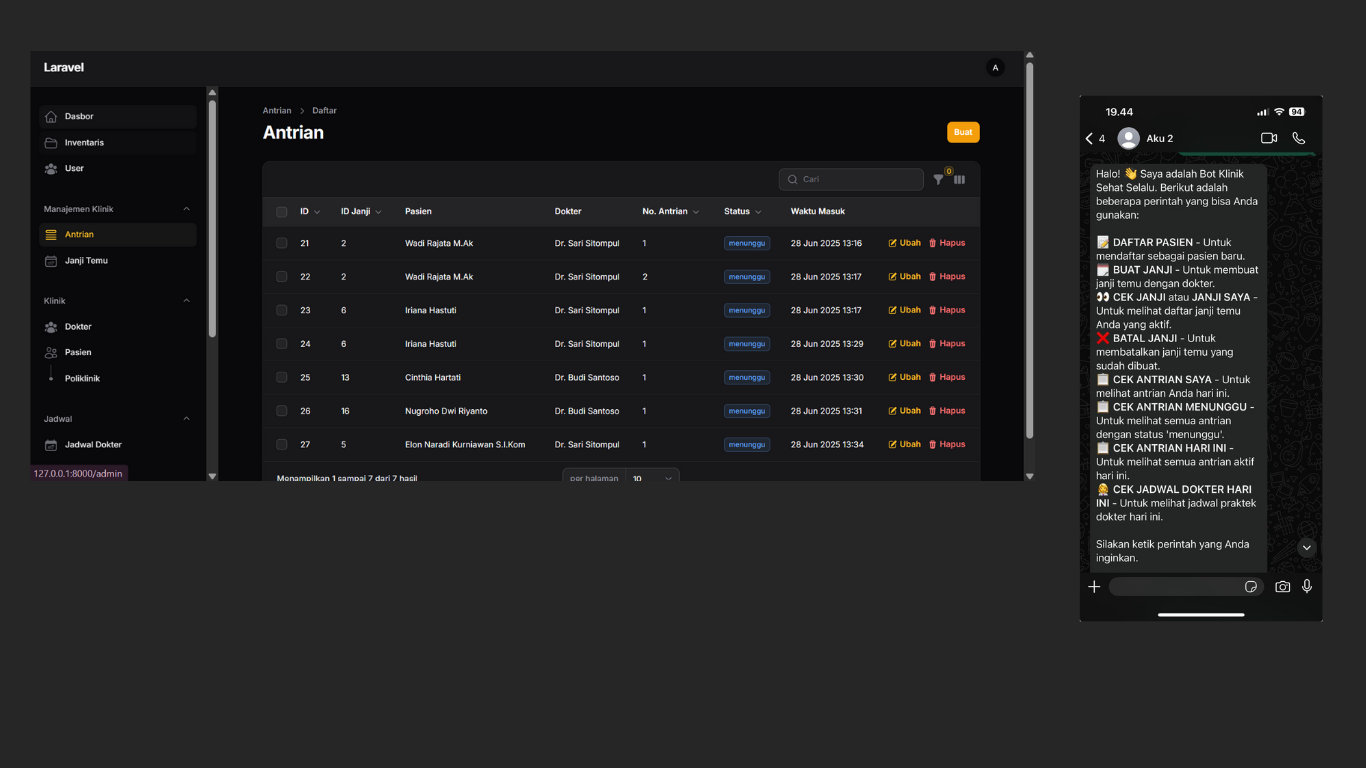 Laravel
A
Dasbor
Inventaris
User
Manajemen Klinik
Antrian
Janji Temu
Klinik
Dokter
Pasien
Poliklinik
Jadwal
Jadwal Dokter
127.0.0.1:8000/admin
Antrian > Daftar
Antrian
Buat
Cari
0
ID ID Janji Pasien Dokter No. Antrian Status Waktu Masuk
21 2 Wadi Rajata M.Ak Dr. Sari Sitompul 1 menunggu 28 Jun 2025 13:16 Ubah Hapus
22 2 Wadi Rajata M.Ak Dr. Sari Sitompul 2 menunggu 28 Jun 2025 13:17 Ubah Hapus
23 6 Iriana Hastuti Dr. Sari Sitompul 1 menunggu 28 Jun 2025 13:17 Ubah Hapus
24 6 Iriana Hastuti Dr. Sari Sitompul 1 menunggu 28 Jun 2025 13:29 Ubah Hapus
25 13 Cinthia Hartati Dr. Budi Santoso 1 menunggu 28 Jun 2025 13:30 Ubah Hapus
26 16 Nugroho Dwi Riyanto Dr. Budi Santoso 1 menunggu 28 Jun 2025 13:31 Ubah Hapus
27 5 Elon Naradi Kurniawan S.I.Kom Dr. Sari Sitompul 1 menunggu 28 Jun 2025 13:34 Ubah Hapus
Menampilkan 1 sampai 7 dari 7 hasil per halaman 10
19.44 94
4 Aku 2
Halo! 👋 Saya adalah Bot Klinik
Sehat Selalu. Berikut adalah
beberapa perintah yang bisa Anda
gunakan:
📝 DAFTAR PASIEN - Untuk
mendaftar sebagai pasien baru.
🗓️ BUAT JANJI - Untuk membuat
janji temu dengan dokter.
👀 CEK JANJI atau JANJI SAYA -
Untuk melihat daftar janji temu
Anda yang aktif.
❌ BATAL JANJI - Untuk
membatalkan janji temu yang
sudah dibuat.
📋 CEK ANTRIAN SAYA - Untuk
melihat antrian Anda hari ini.
📋 CEK ANTRIAN MENUNGGU -
Untuk melihat semua antrian
dengan status 'menunggu'.
📋 CEK ANTRIAN HARI INI -
Untuk melihat semua antrian aktif
hari ini.
🧑‍⚕️ CEK JADWAL DOKTER HARI
INI - Untuk melihat jadwal praktek
dokter hari ini.
Silakan ketik perintah yang Anda
inginkan.